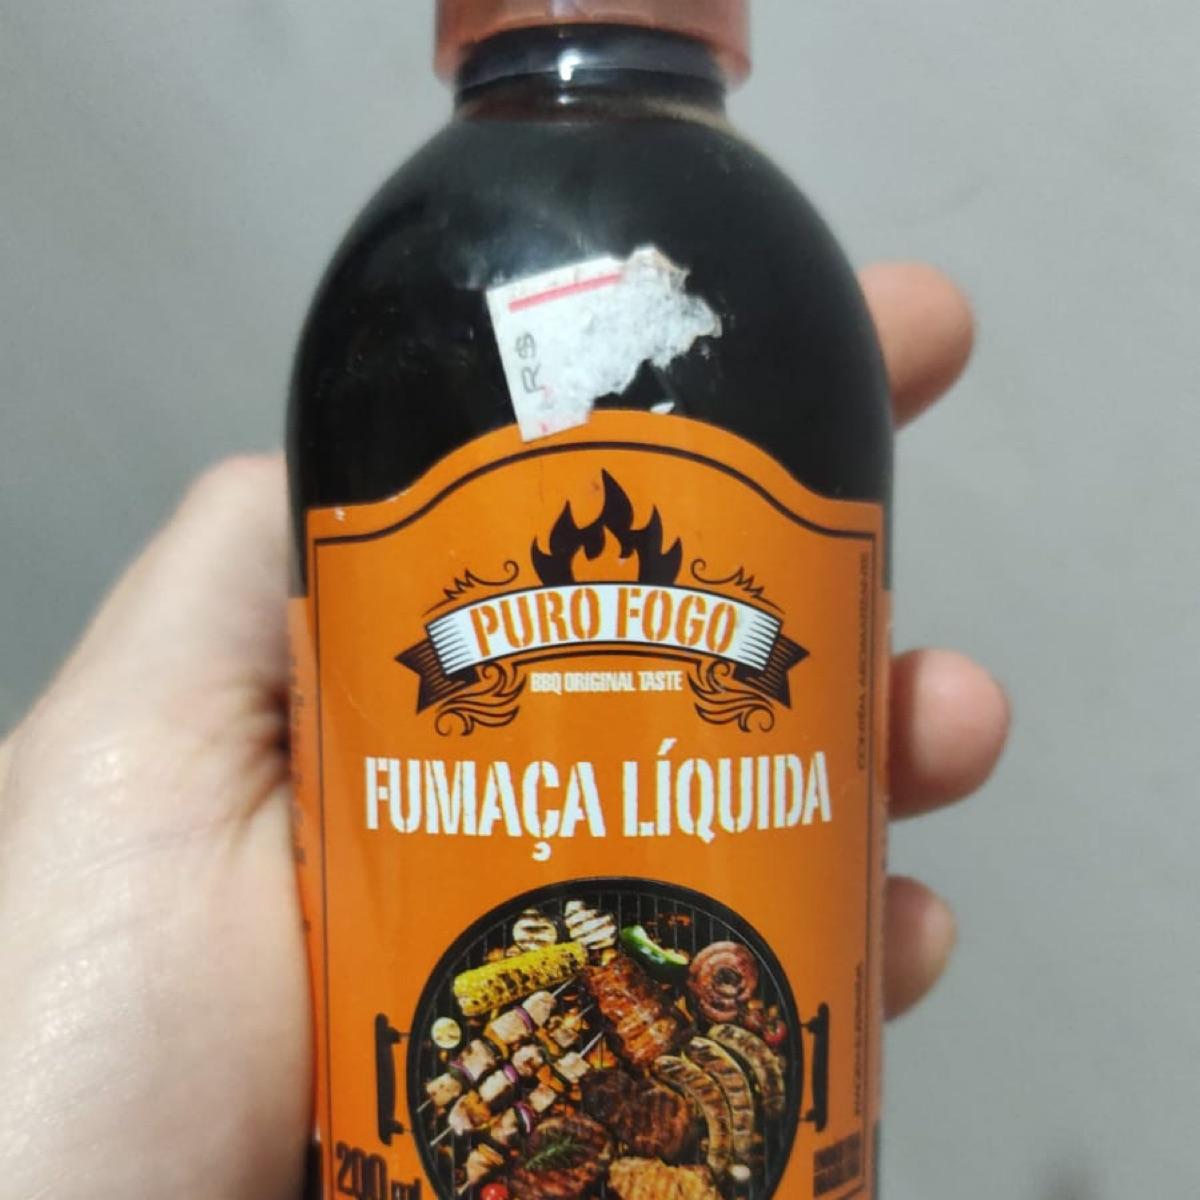 R$
PURO FOGO
BBQ ORIGINAL TASTE
FUMAÇA LÍQUIDA
200 ml